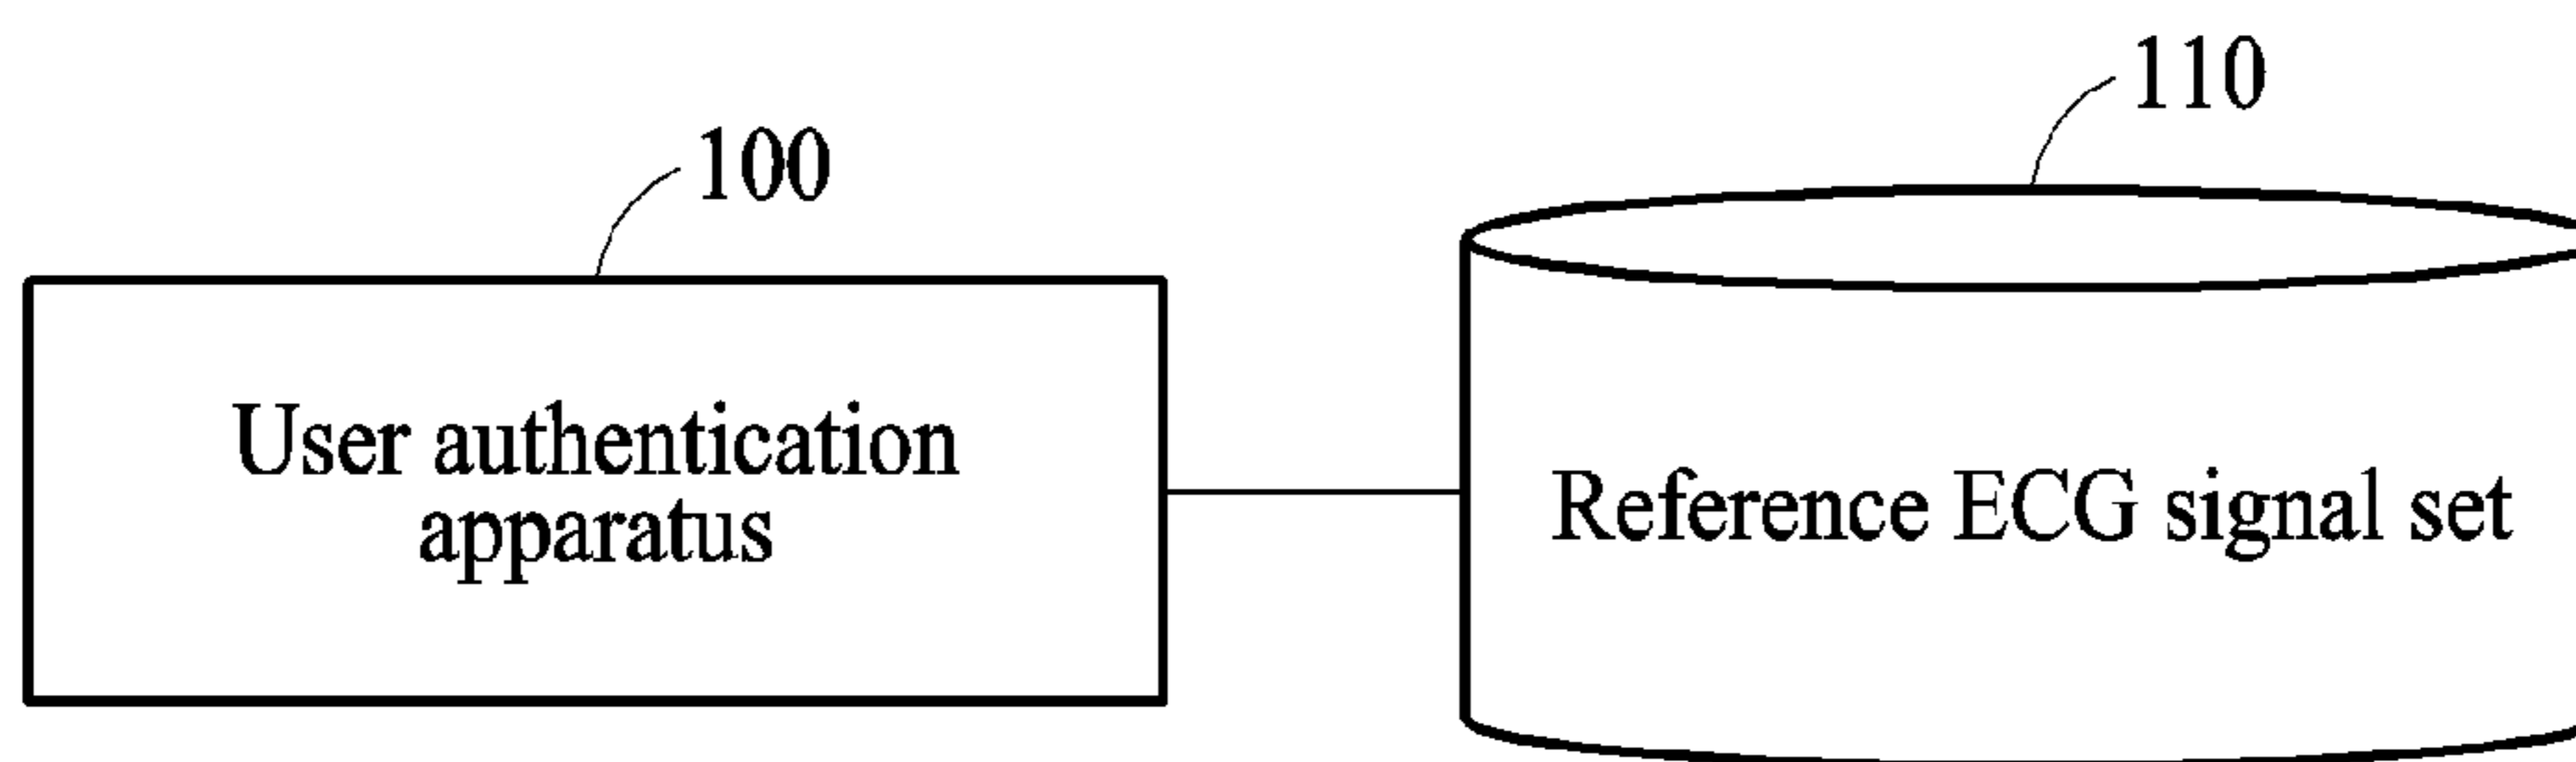 110
100
User authentication
apparatus
Reference ECG signal set